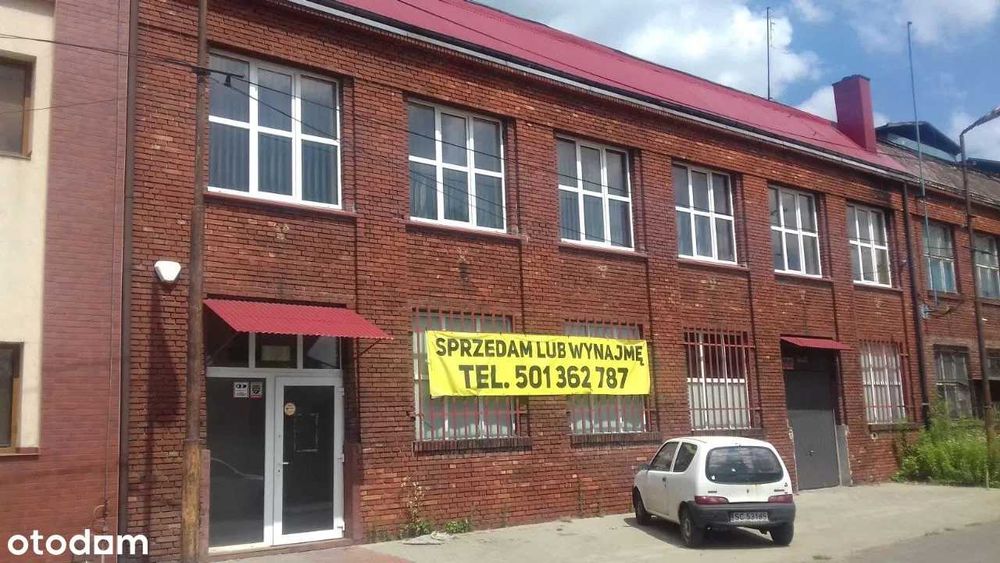 SPRZEDAM LUB WYNAJMĘ
TEL. 501 362 787
otodom